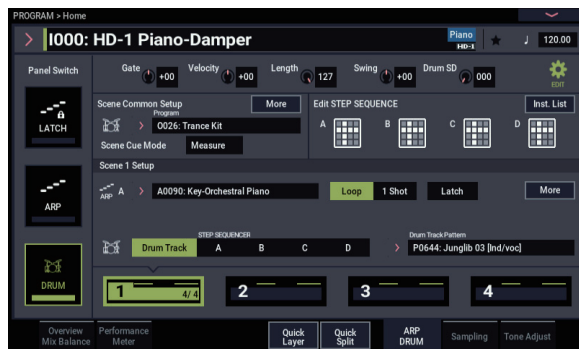 PROGRAM > Home
I000: HD-1 Piano-Damper
Piano
HD-1
♩ 120.00
Panel Switch
Gate +00 Velocity +00 Length 127 Swing +00 Drum SD 000
EDIT
LATCH
Scene Common Setup More
Program
0026: Trance Kit
Scene Cue Mode Measure
Edit STEP SEQUENCE Inst. List
A B C D
Scene 1 Setup
ARP
ARP A > A0090: Key-Orchestral Piano Loop 1 Shot Latch More
STEP SEQUENCER
Drum Track A B C D
Drum Track Pattern
> P0644: Junglib 03 [Ind/voc]
DRUM
1 4/4 2 3 4
Overview Mix Balance
Performance Meter
Quick Layer
Quick Split
ARP DRUM
Sampling
Tone Adjust